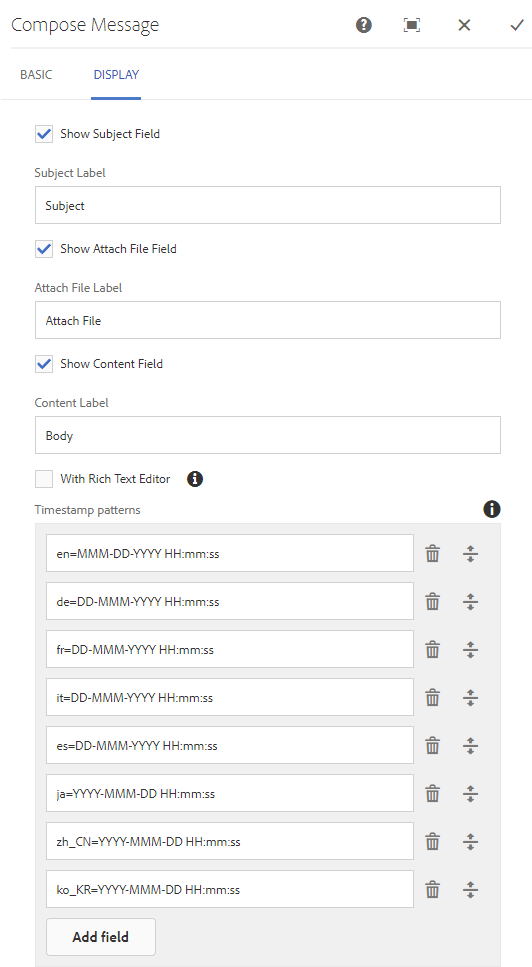 Compose Message
BASIC DISPLAY
Show Subject Field
Subject Label
Subject
Show Attach File Field
Attach File Label
Attach File
Show Content Field
Content Label
Body
With Rich Text Editor
Timestamp patterns
en=MMM-DD-YYYY HH:mm:ss
de=DD-MMM-YYYY HH:mm:ss
fr=DD-MMM-YYYY HH:mm:ss
it=DD-MMM-YYYY HH:mm:ss
es=DD-MMM-YYYY HH:mm:ss
ja=YYYY-MMM-DD HH:mm:ss
zh_CN=YYYY-MMM-DD HH:mm:ss
ko_KR=YYYY-MMM-DD HH:mm:ss
Add field